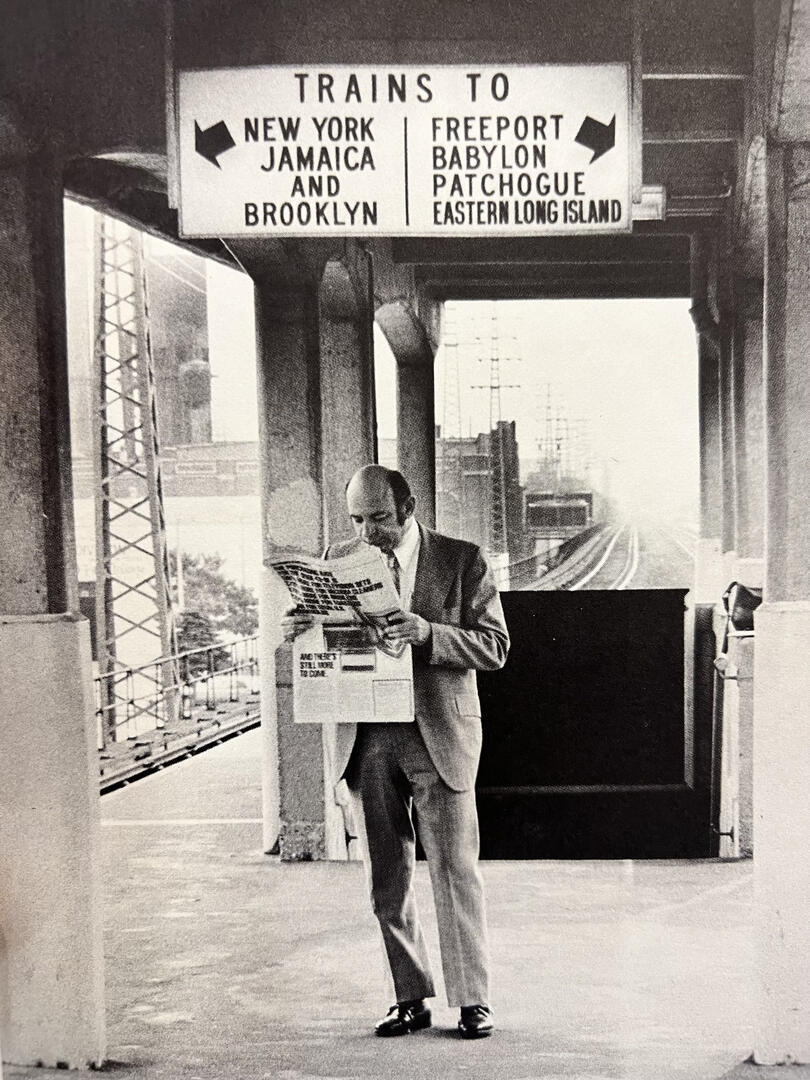 TRAINS TO
NEW YORK
JAMAICA
AND
BROOKLYN
FREEPORT
BABYLON
PATCHOGUE
EASTERN LONG ISLAND
AND THERE'S
STILL MORE
TO COME.